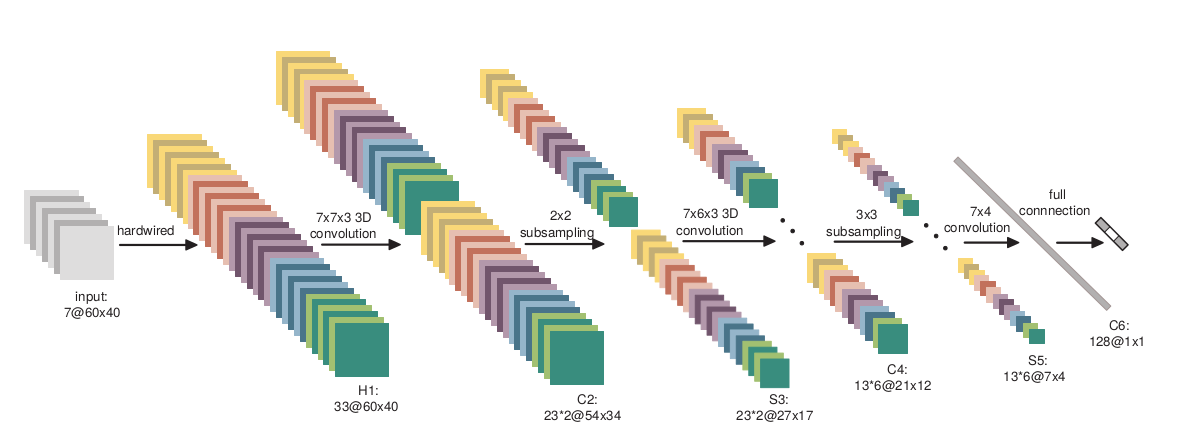 input:
7@60x40
hardwired
H1:
33@60x40
7x7x3 3D
convolution
C2:
23*2@54x34
2x2
subsampling
S3:
23*2@27x17
7x6x3 3D
convolution
C4:
13*6@21x12
3x3
subsampling
S5:
13*6@7x4
7x4
convolution
C6:
128@1x1
full
connnection